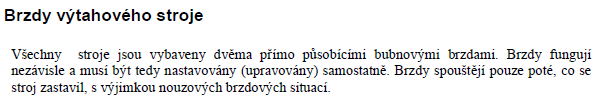 Brzdy výtahového stroje
Všechny stroje jsou vybaveny dvěma přímo působícími bubnovými brzdami. Brzdy fungují
nezávisle a musí být tedy nastavovány (upravovány) samostatně. Brzdy spouštějí pouze poté, co se
stroj zastavil, s výjimkou nouzových brzdových situací.